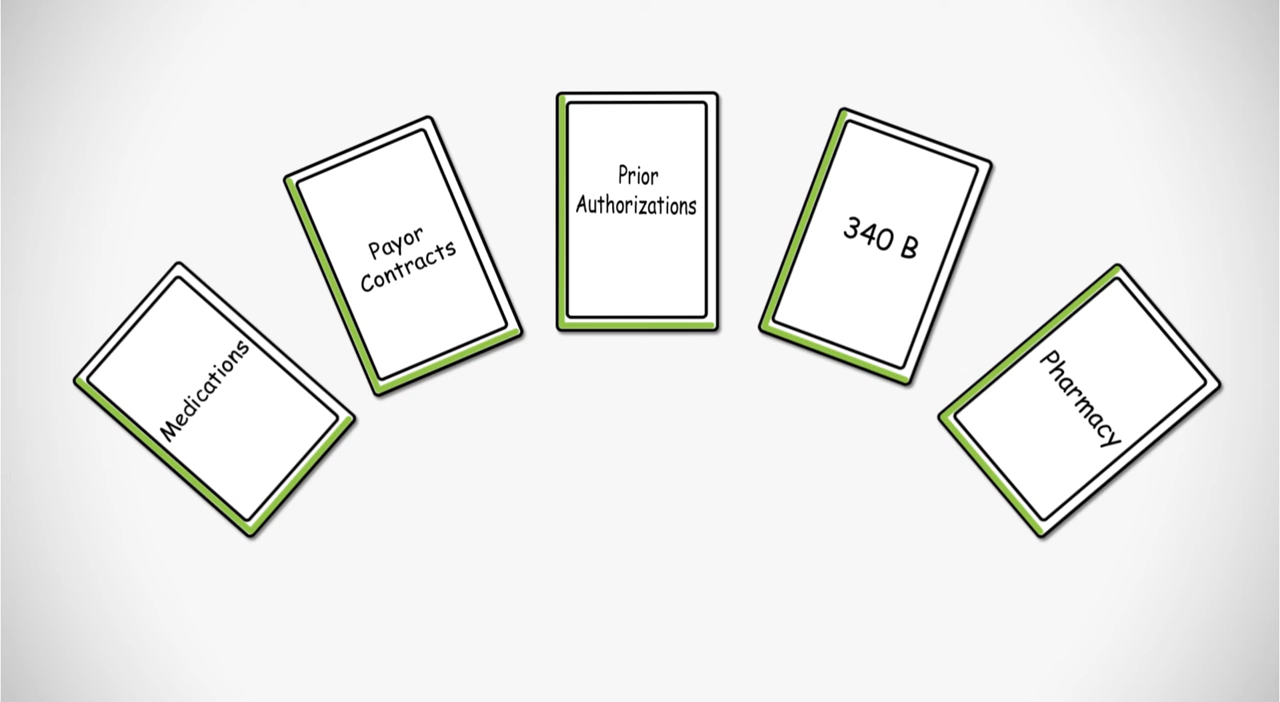 Medications
Payor
Contracts
Prior
Authorizations
340 B
Pharmacy